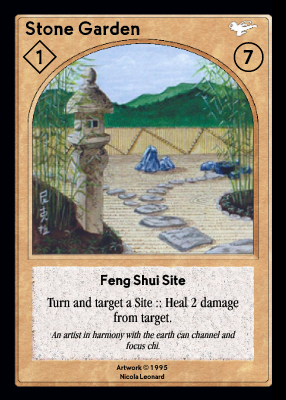 Stone Garden
1
7
Feng Shui Site
Turn and target a Site :: Heal 2 damage
from target.
An artist in harmony with the earth can channel and
focus chi.
Artwork © 1995
Nicola Leonard